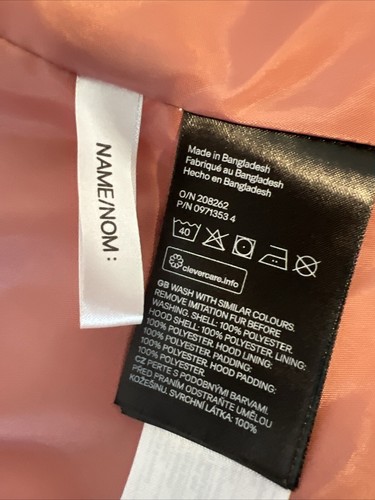 NAME/NOM :
Made in Bangladesh
Fabriqué au Bangladesh
Hecho en Bangladesh
O/N 208262
P/N 0971353 4
40
clevercare.info
GB WASH WITH SIMILAR COLOURS.
REMOVE IMITATION FUR BEFORE
WASHING. SHELL: 100% POLYESTER.
HOOD SHELL: 100% POLYESTER. LINING:
100% POLYESTER. HOOD LINING:
100% POLYESTER. PADDING:
100% POLYESTER. HOOD PADDING:
100% POLYESTER.
CZ PERTE S PODOBNÝMI BARVAMI.
PŘED PRANÍM ODSTRAŇTE UMĚLOU
KOŽEŠINU. SVRCHNÍ LÁTKA: 100%